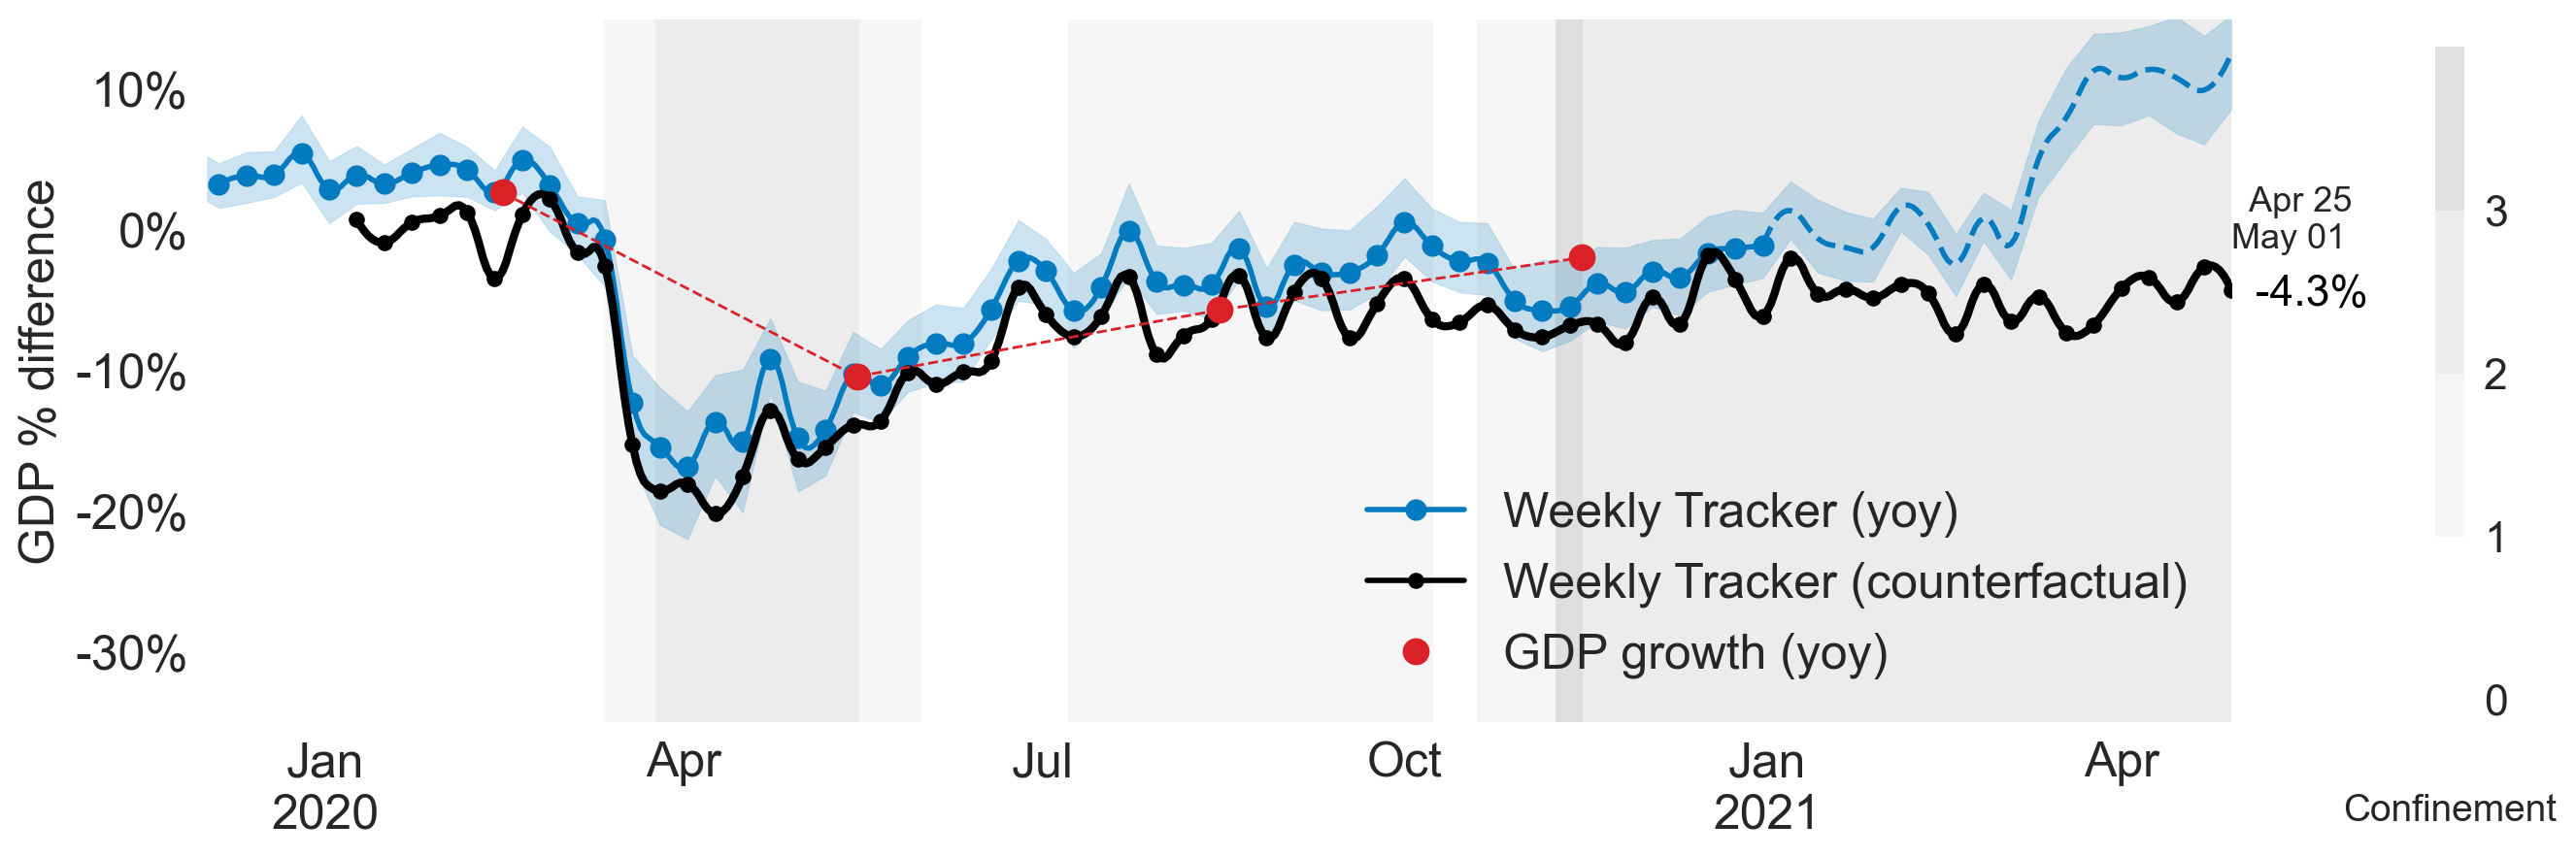 GDP % difference
10%
0%
-10%
-20%
-30%
Apr 25
May 01
-4.3%
Weekly Tracker (yoy)
Weekly Tracker (counterfactual)
GDP growth (yoy)
3
2
1
0
Jan
2020
Apr
Jul
Oct
Jan
2021
Apr
Confinement